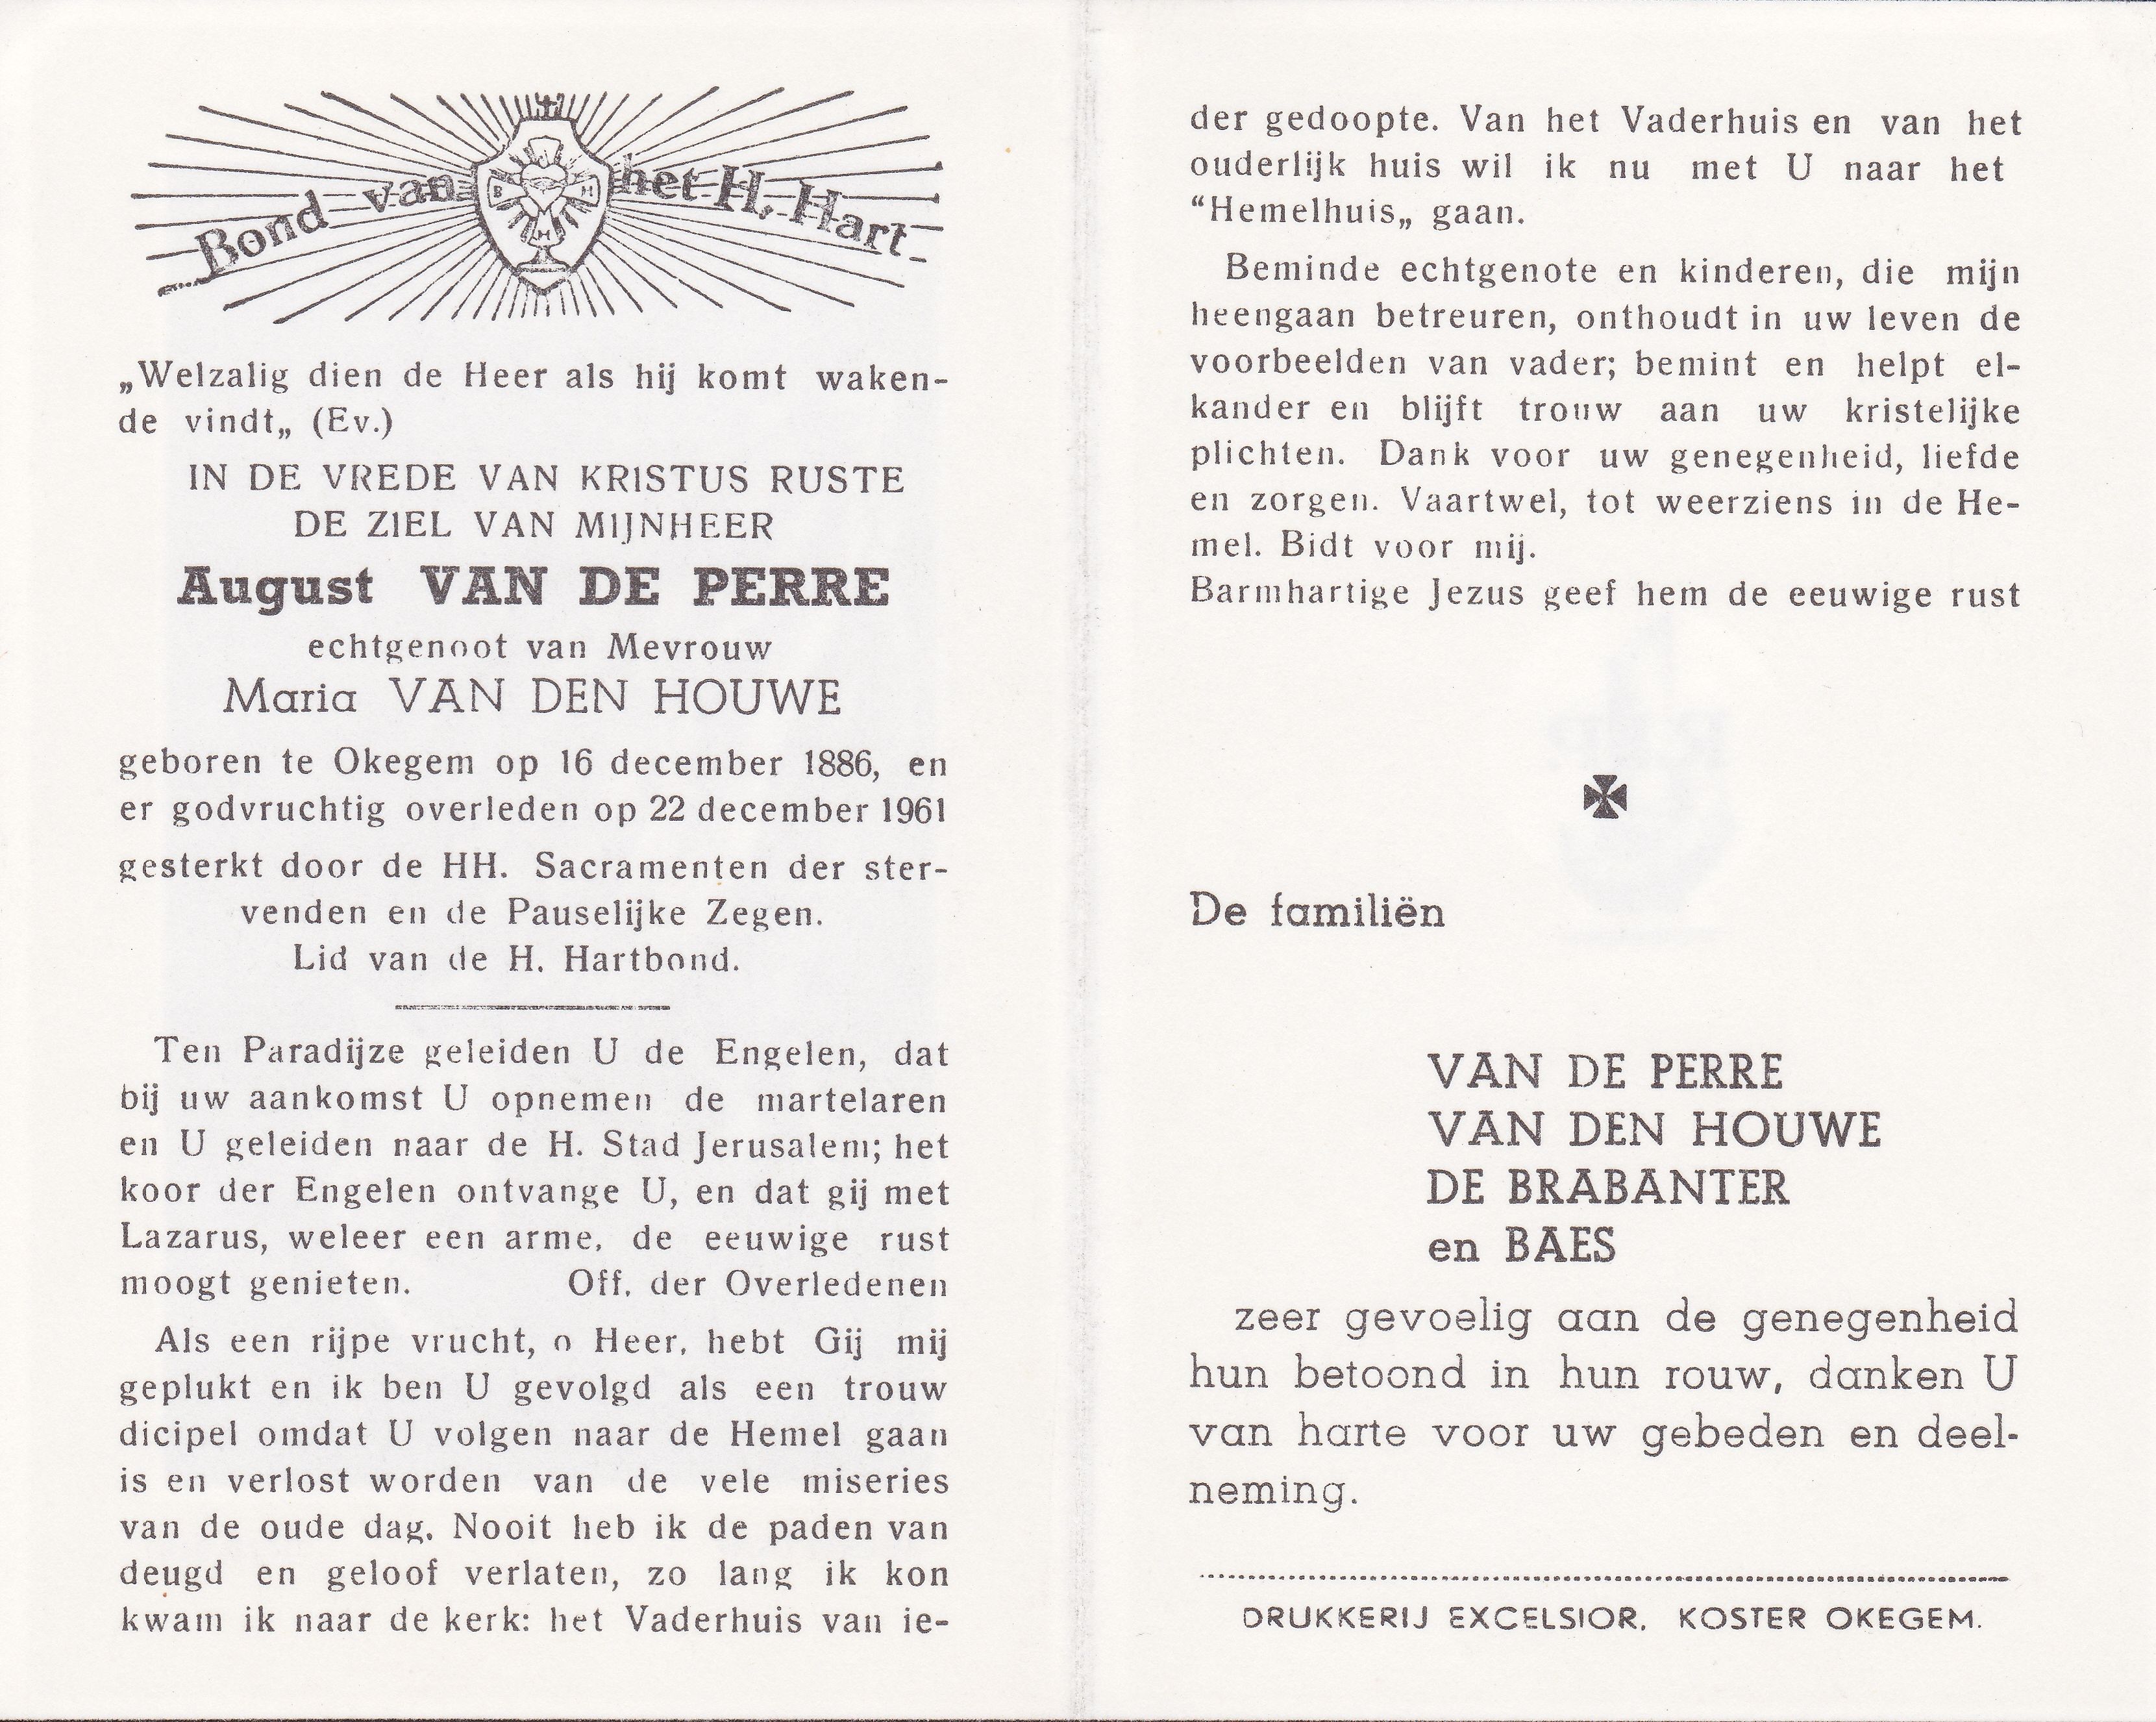 Bond van het H. Hart
B M
M
„Welzalig dien de Heer als hij komt waken-
de vindt„ (Ev.)
IN DE VREDE VAN KRISTUS RUSTE
DE ZIEL VAN MIJNHEER
August VAN DE PERRE
echtgenoot van Mevrouw
Maria VAN DEN HOUWE
geboren te Okegem op 16 december 1886, en
er godvruchtig overleden op 22 december 1961
gesterkt door de HH. Sacramenten der ster-
venden en de Pauselijke Zegen.
Lid van de H. Hartbond.
Ten Paradijze geleiden U de Engelen, dat
bij uw aankomst U opnemen de martelaren
en U geleiden naar de H. Stad Jerusalem; het
koor der Engelen ontvange U, en dat gij met
Lazarus, weleer een arme, de eeuwige rust
moogt genieten. Off. der Overledenen
Als een rijpe vrucht, o Heer, hebt Gij mij
geplukt en ik ben U gevolgd als een trouw
dicipel omdat U volgen naar de Hemel gaan
is en verlost worden van de vele miseries
van de oude dag. Nooit heb ik de paden van
deugd en geloof verlaten, zo lang ik kon
kwam ik naar de kerk: het Vaderhuis van ie-
der gedoopte. Van het Vaderhuis en van het
ouderlijk huis wil ik nu met U naar het
“Hemelhuis„ gaan.
Beminde echtgenote en kinderen, die mijn
heengaan betreuren, onthoudt in uw leven de
voorbeelden van vader; bemint en helpt el-
kander en blijft trouw aan uw kristelijke
plichten. Dank voor uw genegenheid, liefde
en zorgen. Vaartwel, tot weerziens in de He-
mel. Bidt voor mij.
Barmhartige Jezus geef hem de eeuwige rust
De familiën
VAN DE PERRE
VAN DEN HOUWE
DE BRABANTER
en BAES
zeer gevoelig aan de genegenheid
hun betoond in hun rouw, danken U
van harte voor uw gebeden en deel-
neming.
DRUKKERIJ EXCELSIOR, KOSTER OKEGEM.